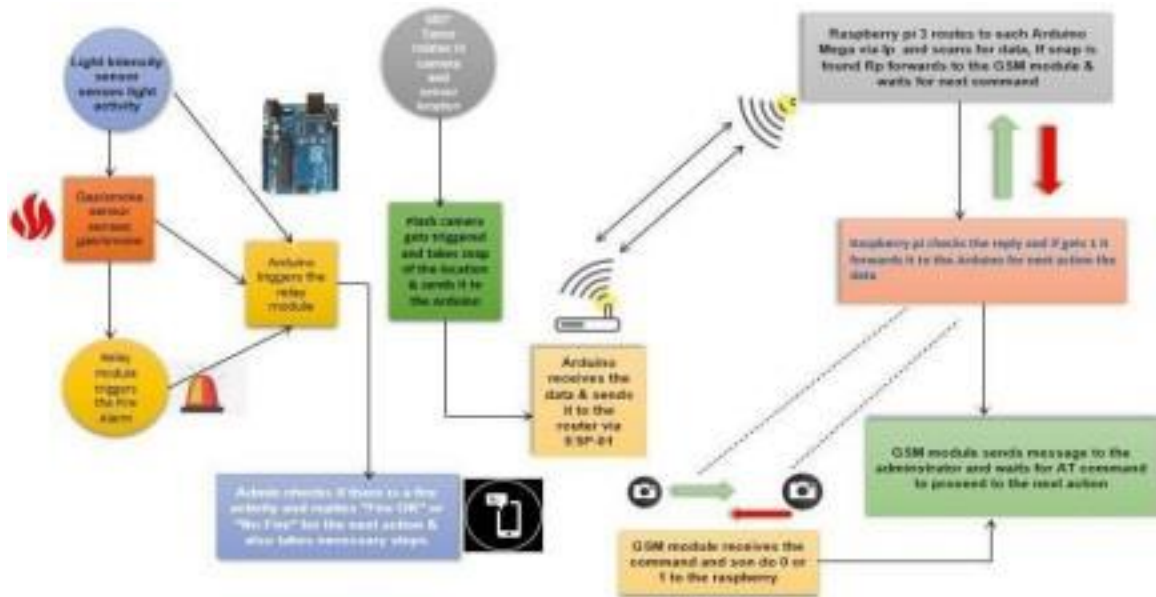 Light Intensity
sensor
senses light
activity
Gas/smoke
sensor
senses
gas/smoke
Relay
module
triggers
the Fire
Alarm
Arduino
triggers the
relay
module
Servo
rotates to
camera
and
sensor
location
Flash camera
gets triggered
and takes snap
of the location
& sends it to
the Arduino
Arduino
receives the
data & sends
it to the
router via
ESP-01
Admin checks if there is a fire
activity and replies "Fire OK" or
"No Fire" for the next action &
also takes necessary steps
Raspberry pi 3 routes to each Arduino
Mega via Ip and scans for data, If snap is
found Rp forwards to the GSM module &
waits for next command
Raspberry pi checks the reply and if gets 1 it
forwards it to the Arduino for next action the
data
GSM module sends message to the
adminstrator and waits for AT command
to proceed to the next action
GSM module receives the
command and son do 0 or
1 to the raspberry